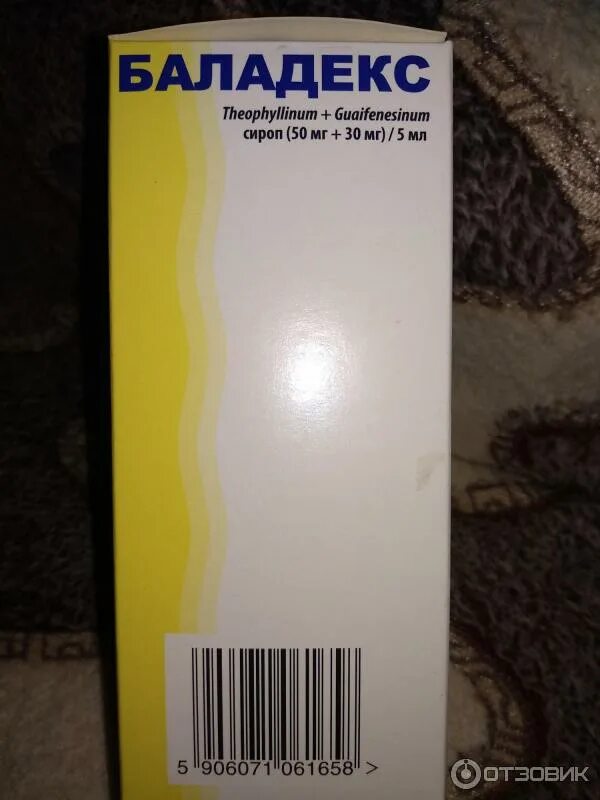 БАЛАДЕКС
Theophyllinum + Guaifenesinum
сироп (50 мг + 30 мг) / 5 мл
5 906071 061658 >
ОТЗОВИК